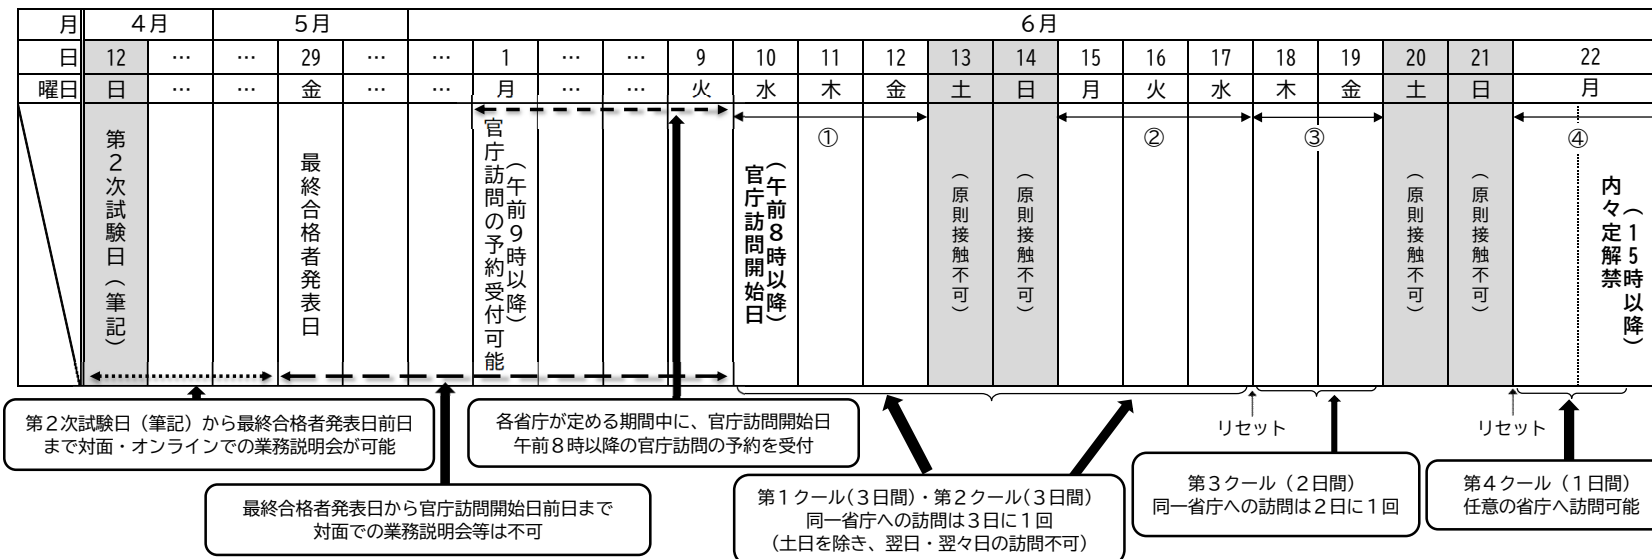 月 4月 5月 6月
日 12 … … 29 … … 1 … … 9 10 11 12 13 14 15 16 17 18 19 20 21 22
曜日 日 … … 金 … … 月 … … 火 水 木 金 土 日 月 火 水 木 金 土 日 月
① ② ③ ④
第2次試験日(筆記)
最終合格者発表日
官庁訪問の予約受付可能
(午前9時以降)
官庁訪問開始日
(午前8時以降)
(原則接触不可)
(原則接触不可)
(原則接触不可)
(原則接触不可)
内々定解禁
(15時以降)
リセット
リセット
第2次試験日(筆記)から最終合格者発表日前日
まで対面・オンラインでの業務説明会が可能
各省庁が定める期間中に、官庁訪問開始日
午前8時以降の官庁訪問の予約を受付
最終合格者発表日から官庁訪問開始日前日まで
対面での業務説明会等は不可
第1クール(3日間)・第2クール(3日間)
同一省庁への訪問は3日に1回
(土日を除き、翌日・翌々日の訪問不可)
第3クール(2日間)
同一省庁への訪問は2日に1回
第4クール(1日間)
任意の省庁へ訪問可能